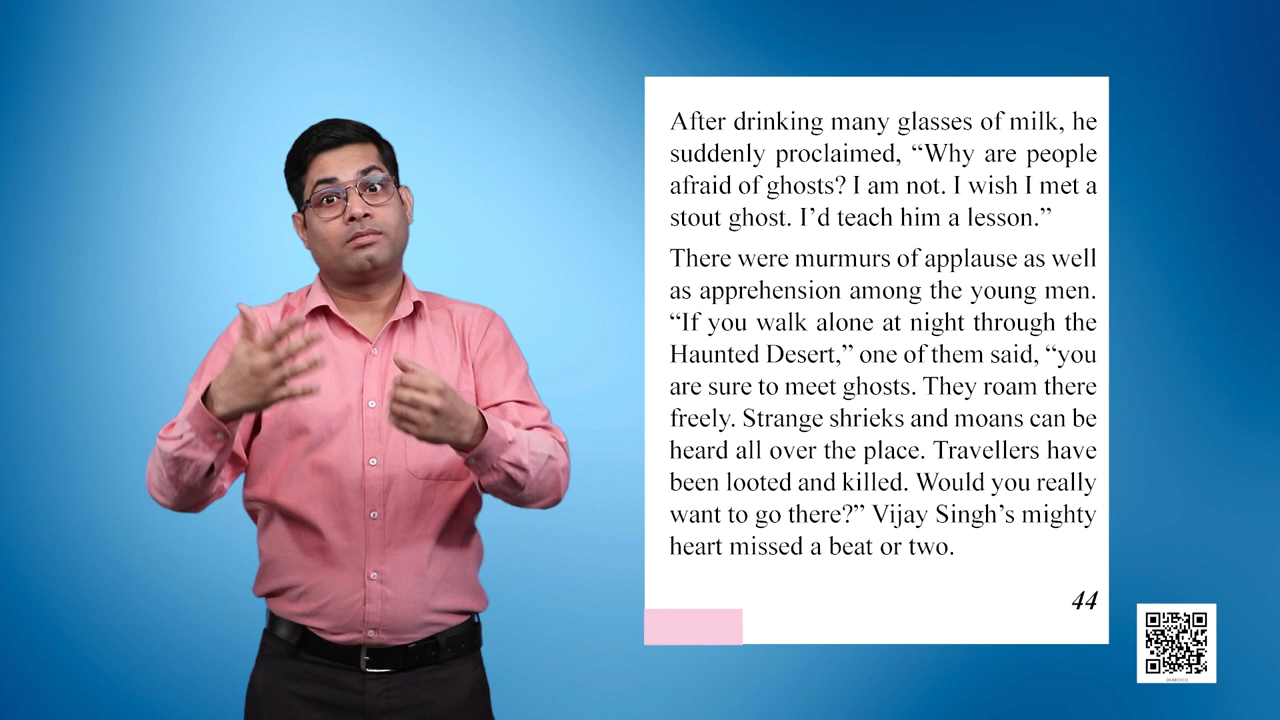 After drinking many glasses of milk, he
suddenly proclaimed, “Why are people
afraid of ghosts? I am not. I wish I met a
stout ghost. I’d teach him a lesson.”
There were murmurs of applause as well
as apprehension among the young men.
“If you walk alone at night through the
Haunted Desert,” one of them said, “you
are sure to meet ghosts. They roam there
freely. Strange shrieks and moans can be
heard all over the place. Travellers have
been looted and killed. Would you really
want to go there?” Vijay Singh’s mighty
heart missed a beat or two.
44